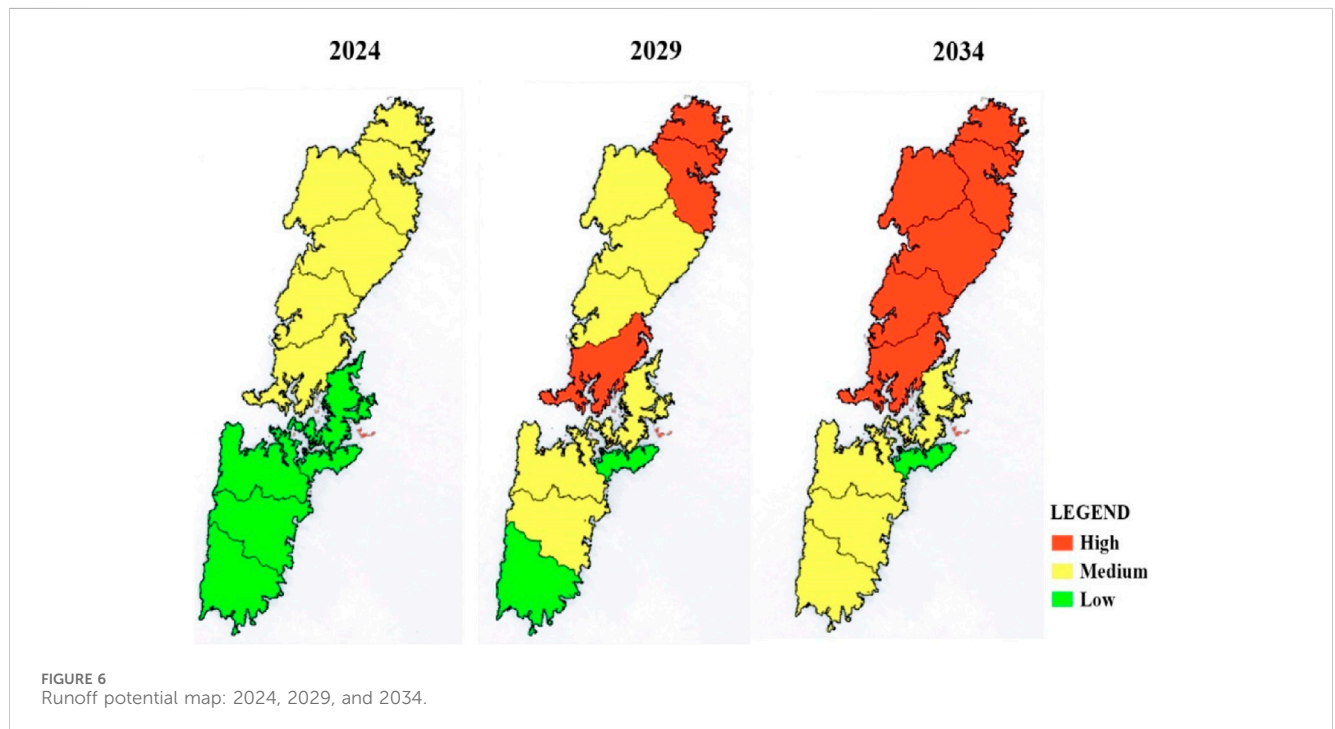 2024
2029
2034
LEGEND
High
Medium
Low
FIGURE 6
Runoff potential map: 2024, 2029, and 2034.